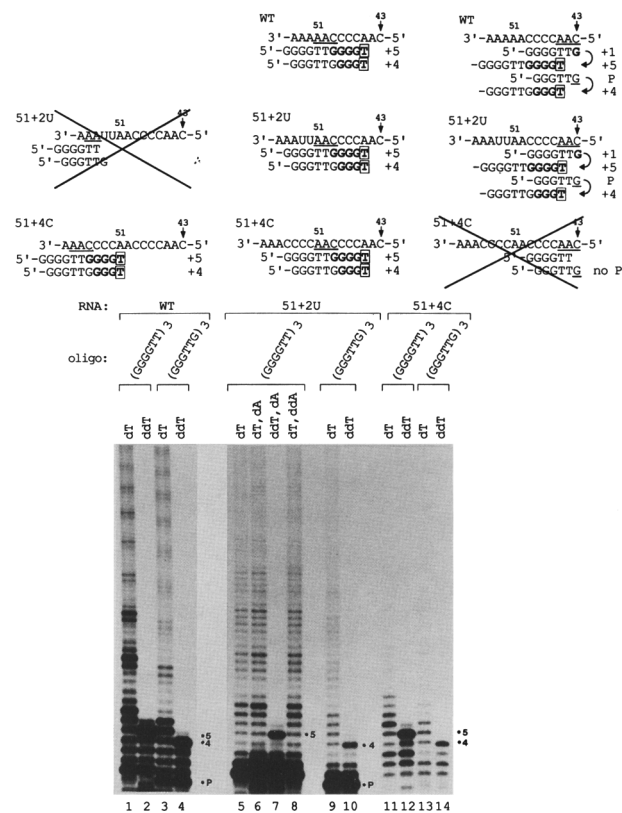 WT
51 43
3'-AAAAACCCCAAC-5'
5'-GGGGTTGGGGT +5
5'-GGGTTGGGGT +4
WT
51 43
3'-AAAAACCCCAAC-5'
-GGGGTTG +1
-GGGGTTGGGGT +5
-GGGTTG P
-GGGTTGGGGT +4
51+2U
51 43
3'-AAAUUAACCCCAAC-5'
5'-GGGGTT
5'-GGGTTG
51+2U
51 43
3'-AAAUUAACCCCAAC-5'
5'-GGGGTTGGGGT +5
5'-GGGTTGGGGT +4
51+2U
51 43
3'-AAAUUAACCCCAAC-5'
-GGGGTTG +1
-GGGGTTGGGGT +5
-GGGTTG P
-GGGTTGGGGT +4
51+4C
51 43
3'-AAACCCCAACCCCAAC-5'
5'-GGGGTTGGGGT +5
5'-GGGTTGGGGT +4
51+4C
51 43
3'-AAACCCCAACCCCAAC-5'
5'-GGGGTTGGGGT +5
5'-GGGTTGGGGT +4
51+4C
51 43
3'-AAACCCCAACCCCAAC-5'
5'-GGGGTT
-GGGTTG no P
RNA: WT 51+2U 51+4C
oligo: (GGGGTT)3 (GGGTTG)3 (GGGGTT)3 (GGGTTG)3 (GGGGTT)3 (GGGTTG)3
dT ddT dT ddT dT dT,dA ddT,dA dT,ddA dT ddT dT ddT dT ddT
•5 •5 •5
•4 •4 •4
•P •P
1 2 3 4 5 6 7 8 9 10 11 12 13 14